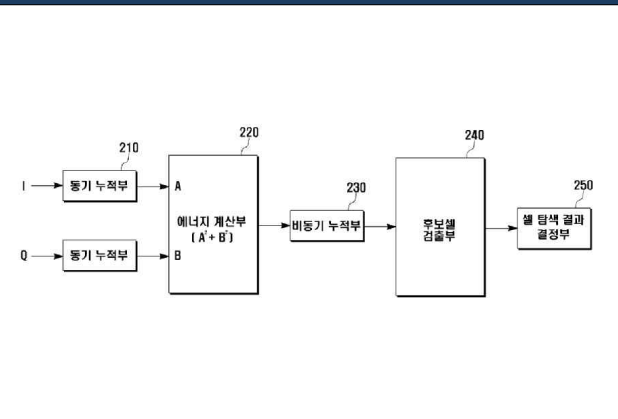 210
220
230
240
250
I
동기 누적부
A
Q
동기 누적부
B
에너지 계산부
( A² + B² )
비동기 누적부
후보셀
검출부
셀 탐색 결과
결정부